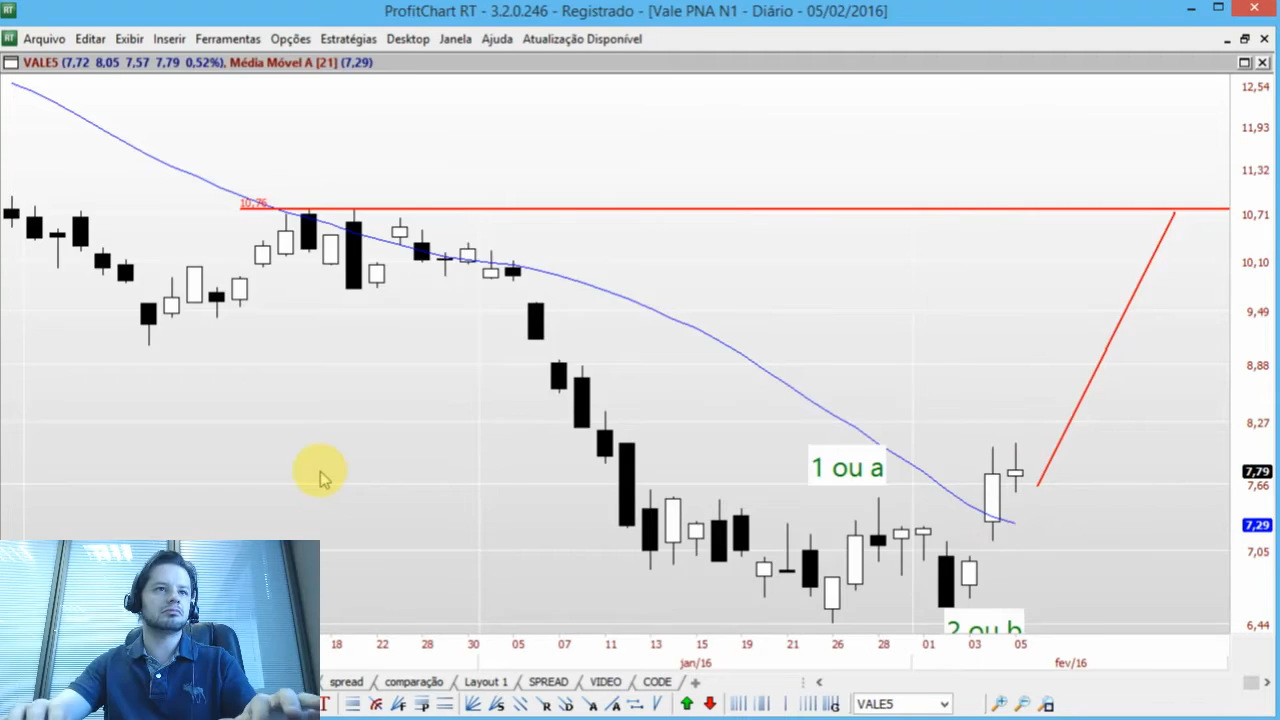 RT ProfitChart RT - 3.2.0.246 - Registrado - [Vale PNA N1 - Diário - 05/02/2016]
RT Arquivo Editar Exibir Inserir Ferramentas Opções Estratégias Desktop Janela Ajuda Atualização Disponível
VALE5 (7,72 8,05 7,57 7,79 0,52%), Média Móvel A [21] (7,29)
12,54
11,93
11,32
10,76
10,71
10,10
9,49
8,88
8,27
1 ou a
7,79
7,66
7,29
7,05
2 ou b
6,44
18 22 28 30 05 07 11 13 15 19 21 26 28 01 03 05
jan/16 fev/16
spread comparação Layout 1 SPREAD VIDEO CODE
VALE5